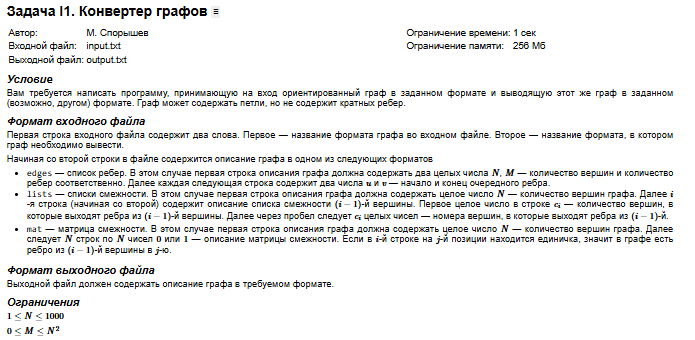 Задача I1. Конвертер графов
Автор: М. Спорышев Ограничение времени: 1 сек
Входной файл: input.txt Ограничение памяти: 256 Мб
Выходной файл: output.txt
Условие
Вам требуется написать программу, принимающую на вход ориентированный граф в заданном формате и выводящую этот же граф в заданном
(возможно, другом) формате. Граф может содержать петли, но не содержит кратных ребер.
Формат входного файла
Первая строка входного файла содержит два слова. Первое — название формата графа во входном файле. Второе — название формата, в котором
граф необходимо вывести.
Начиная со второй строки в файле содержится описание графа в одном из следующих форматов
• edges — список ребер. В этом случае первая строка описания графа должна содержать два целых числа N, M — количество вершин и количество
ребер соответственно. Далее каждая следующая строка содержит два числа u и v — начало и конец очередного ребра.
• lists — списки смежности. В этом случае первая строка описания графа должна содержать целое число N — количество вершин графа. Далее i
-я строка (начиная со второй) содержит описание списка смежности (i − 1)-й вершины. Первое целое число в строке cᵢ — количество вершин, в
которые выходят ребра из (i − 1)-й вершины. Далее через пробел следует cᵢ целых чисел — номера вершин, в которые выходят ребра из (i − 1)-й.
• mat — матрица смежности. В этом случае первая строка описания графа должна содержать целое число N — количество вершин графа. Далее
следует N строк по N чисел 0 или 1 — описание матрицы смежности. Если в i-й строке на j-й позиции находится единичка, значит в графе есть
ребро из (i − 1)-й вершины в j-ю.
Формат выходного файла
Выходной файл должен содержать описание графа в требуемом формате.
Ограничения
1 ≤ N ≤ 1000
0 ≤ M ≤ N²